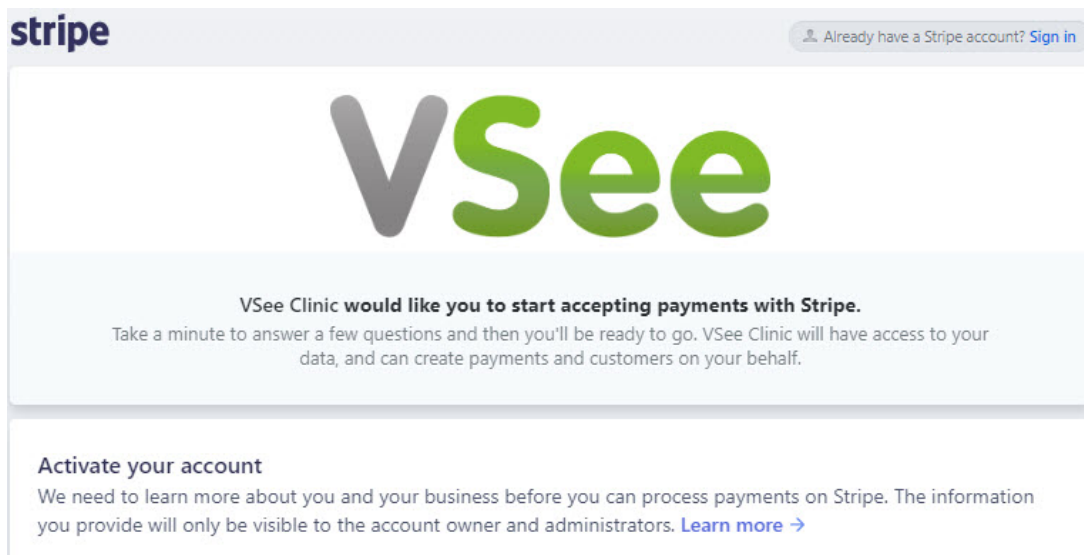 stripe
Already have a Stripe account? Sign in
VSee
VSee Clinic would like you to start accepting payments with Stripe.
Take a minute to answer a few questions and then you'll be ready to go. VSee Clinic will have access to your
data, and can create payments and customers on your behalf.
Activate your account
We need to learn more about you and your business before you can process payments on Stripe. The information
you provide will only be visible to the account owner and administrators. Learn more →